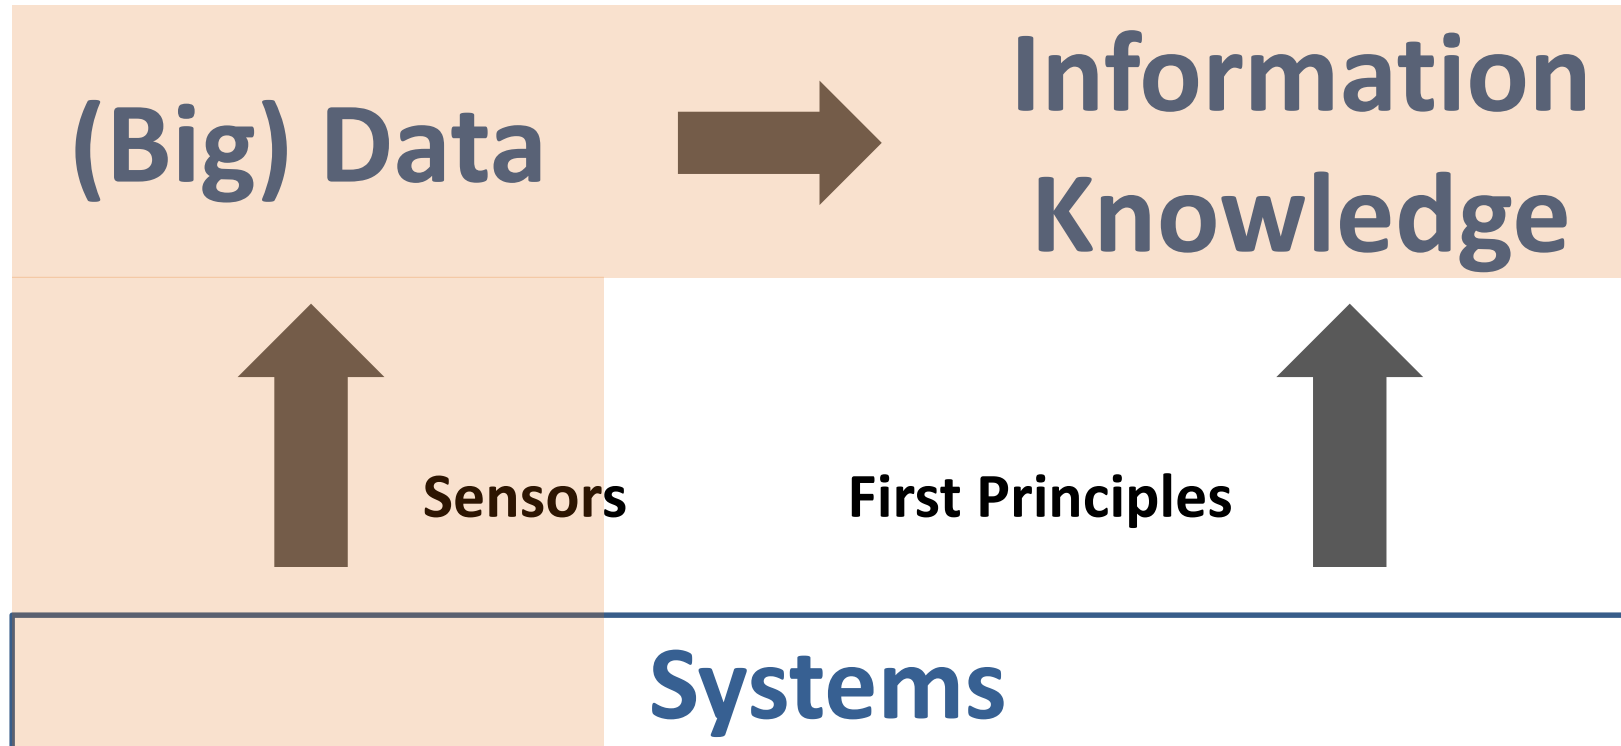 (Big) Data
Information
Knowledge
Sensors
First Principles
Systems